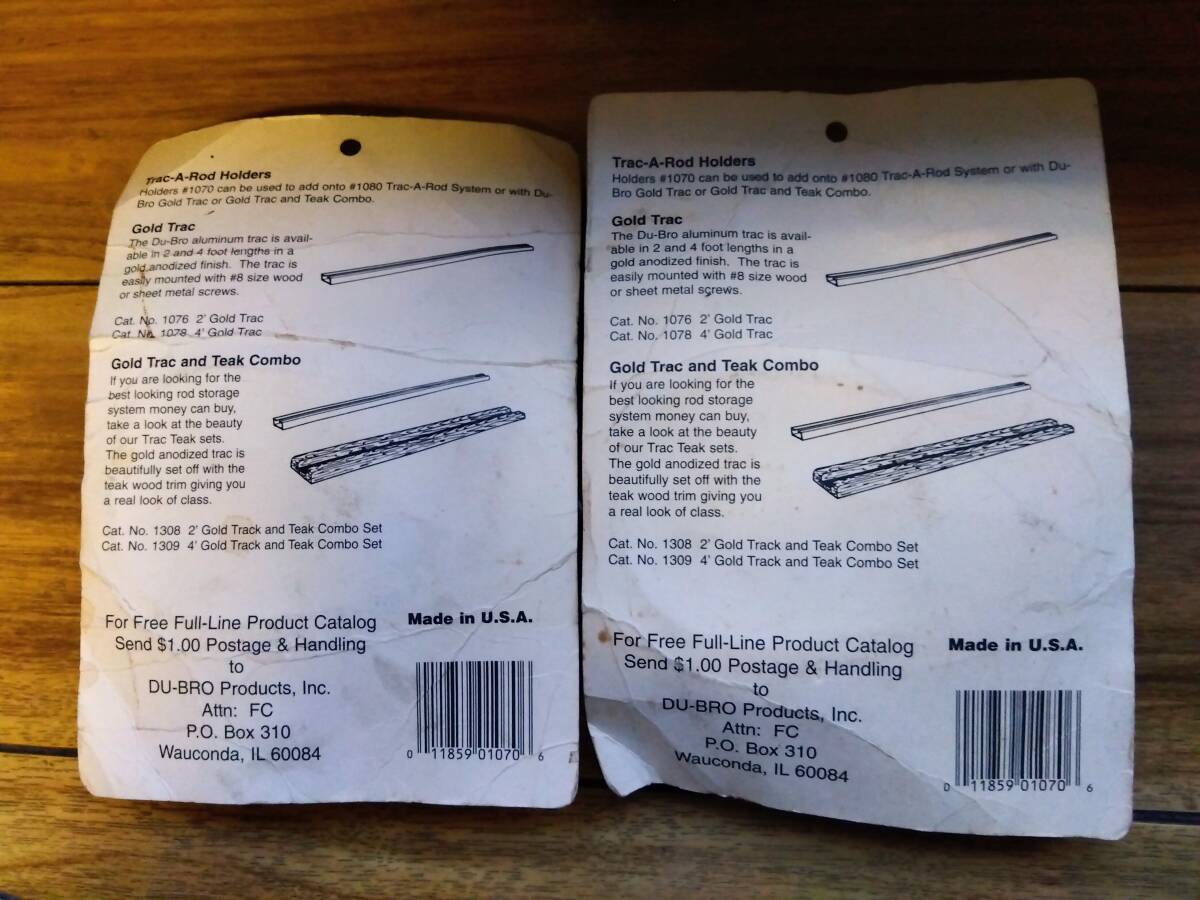 Trac-A-Rod Holders
Holders #1070 can be used to add onto #1080 Trac-A-Rod System or with Du-
Bro Gold Trac or Gold Trac and Teak Combo.
Gold Trac
The Du-Bro aluminum trac is avail-
able in 2 and 4 foot lengths in a
gold anodized finish. The trac is
easily mounted with #8 size wood
or sheet metal screws.
Cat. No. 1076 2' Gold Trac
Cat. No. 1078 4' Gold Trac
Gold Trac and Teak Combo
If you are looking for the
best looking rod storage
system money can buy,
take a look at the beauty
of our Trac Teak sets.
The gold anodized trac is
beautifully set off with the
teak wood trim giving you
a real look of class.
Cat. No. 1308 2' Gold Track and Teak Combo Set
Cat. No. 1309 4' Gold Track and Teak Combo Set
For Free Full-Line Product Catalog
Send $1.00 Postage & Handling
to
DU-BRO Products, Inc.
Attn: FC
P.O. Box 310
Wauconda, IL 60084
Made in U.S.A.
0 11859 01070 6
Trac-A-Rod Holders
Holders #1070 can be used to add onto #1080 Trac-A-Rod System or with Du-
Bro Gold Trac or Gold Trac and Teak Combo.
Gold Trac
The Du-Bro aluminum trac is avail-
able in 2 and 4 foot lengths in a
gold anodized finish. The trac is
easily mounted with #8 size wood
or sheet metal screws.
Cat. No. 1076 2' Gold Trac
Cat. No. 1078 4' Gold Trac
Gold Trac and Teak Combo
If you are looking for the
best looking rod storage
system money can buy,
take a look at the beauty
of our Trac Teak sets.
The gold anodized trac is
beautifully set off with the
teak wood trim giving you
a real look of class.
Cat. No. 1308 2' Gold Track and Teak Combo Set
Cat. No. 1309 4' Gold Track and Teak Combo Set
For Free Full-Line Product Catalog
Send $1.00 Postage & Handling
to
DU-BRO Products, Inc.
Attn: FC
P.O. Box 310
Wauconda, IL 60084
Made in U.S.A.
0 11859 01070 6